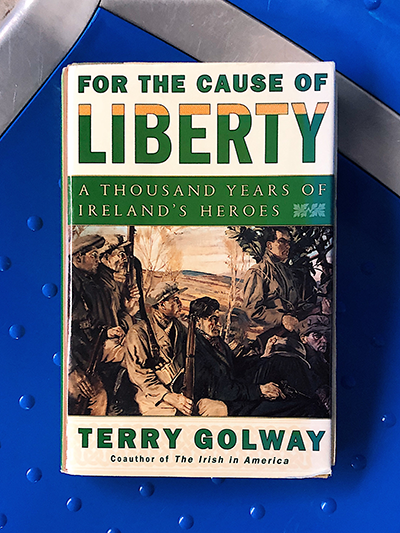 FOR THE CAUSE OF
LIBERTY
A THOUSAND YEARS OF
IRELAND'S HEROES
TERRY GOLWAY
Coauthor of The Irish in America